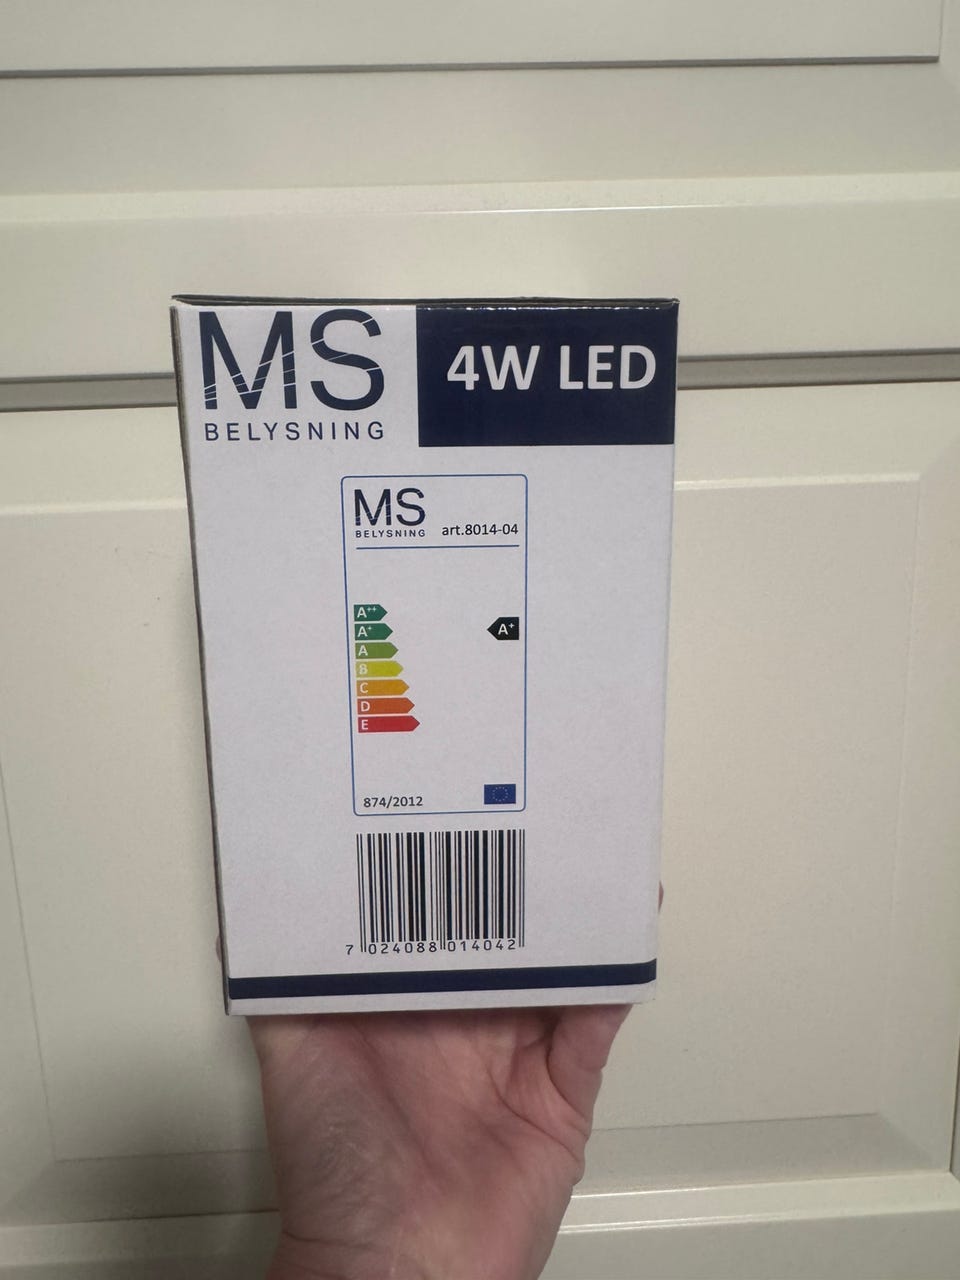 MS
BELYSNING
4W LED
MS
BELYSNING
art.8014-04
A++
A+
A
B
C
D
E
A+
874/2012
7 024088 014042